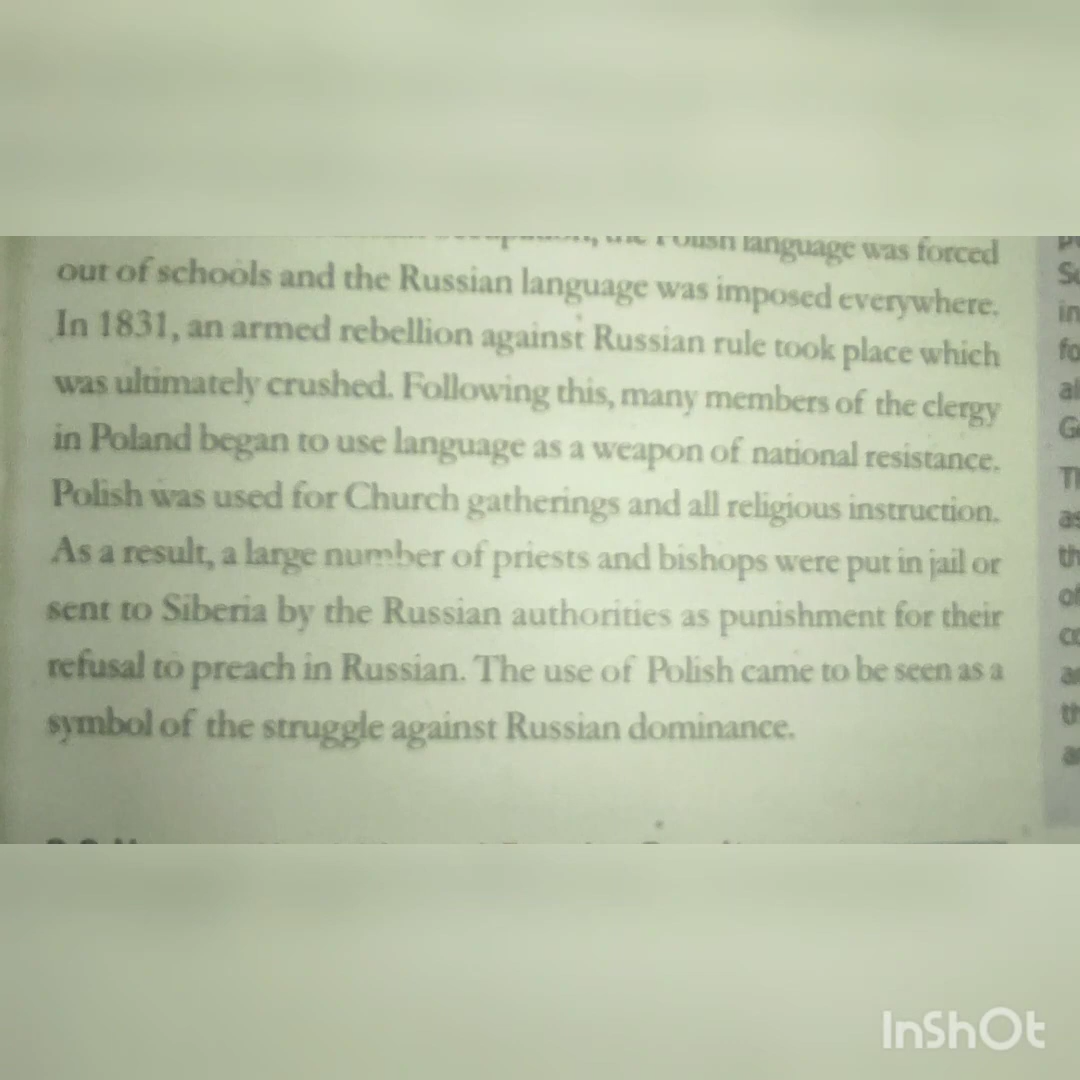 the Polish language was forced
out of schools and the Russian language was imposed everywhere.
In 1831, an armed rebellion against Russian rule took place which
was ultimately crushed. Following this, many members of the clergy
in Poland began to use language as a weapon of national resistance.
Polish was used for Church gatherings and all religious instruction.
As a result, a large number of priests and bishops were put in jail or
sent to Siberia by the Russian authorities as punishment for their
refusal to preach in Russian. The use of Polish came to be seen as a
symbol of the struggle against Russian dominance.
InShOt